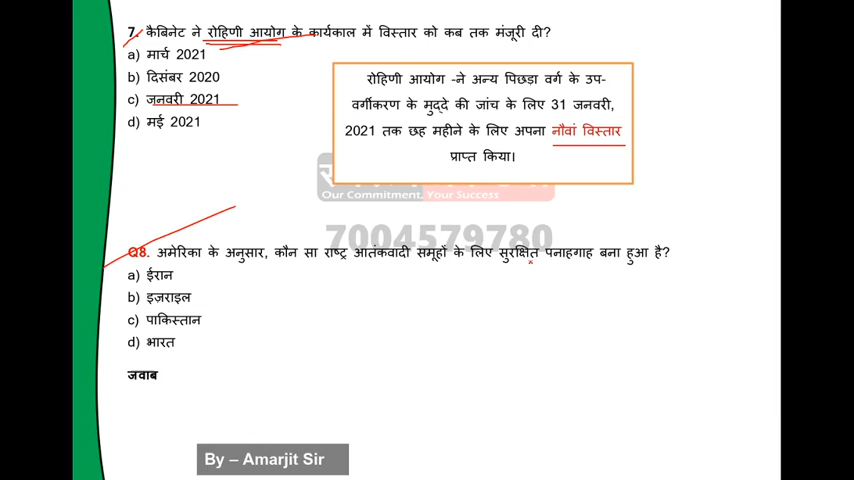 7. कैबिनेट ने रोहिणी आयोग के कार्यकाल में विस्तार को कब तक मंजूरी दी?
a) मार्च 2021
b) दिसंबर 2020
c) जनवरी 2021
d) मई 2021
रोहिणी आयोग -ने अन्य पिछड़ा वर्ग के उप-
वर्गीकरण के मुद्दे की जांच के लिए 31 जनवरी,
2021 तक छह महीने के लिए अपना नौवां विस्तार
प्राप्त किया।
Our Commitment, Your Success
7004579780
Q8. अमेरिका के अनुसार, कौन सा राष्ट्र आतंकवादी समूहों के लिए सुरक्षित पनाहगाह बना हुआ है?
a) ईरान
b) इज़राइल
c) पाकिस्तान
d) भारत
जवाब
By – Amarjit Sir